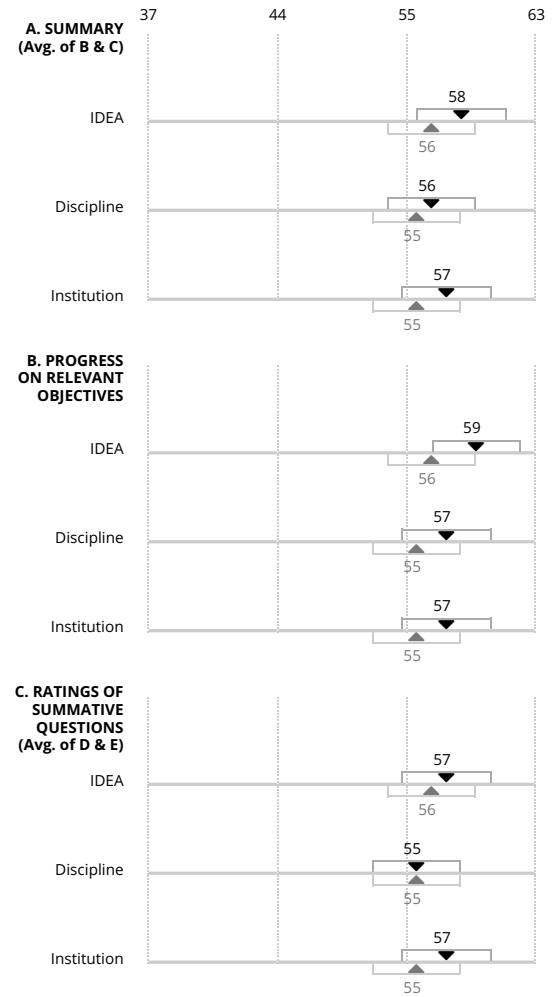 37 44 55 63
A. SUMMARY
(Avg. of B & C)
58
IDEA
56
56
Discipline
55
57
Institution
55
B. PROGRESS
ON RELEVANT
OBJECTIVES
59
IDEA
56
57
Discipline
55
57
Institution
55
C. RATINGS OF
SUMMATIVE
QUESTIONS
(Avg. of D & E)
57
IDEA
56
55
Discipline
55
57
Institution
55